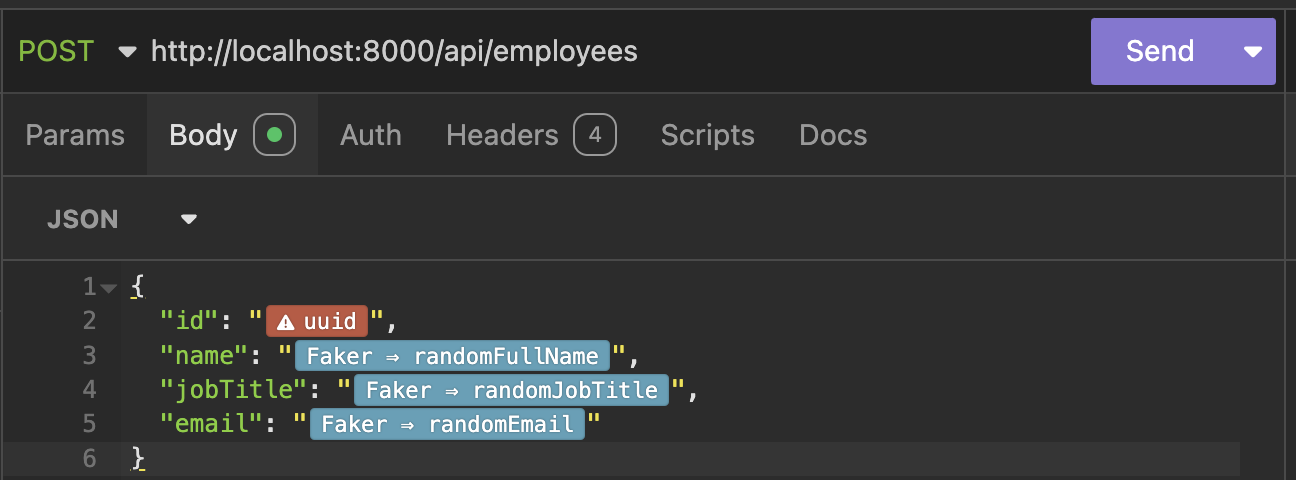 POST http://localhost:8000/api/employees Send
Params Body Auth Headers 4 Scripts Docs
JSON
1 {
2 "id": "uuid",
3 "name": "Faker ⇒ randomFullName",
4 "jobTitle": "Faker ⇒ randomJobTitle",
5 "email": "Faker ⇒ randomEmail"
6 }